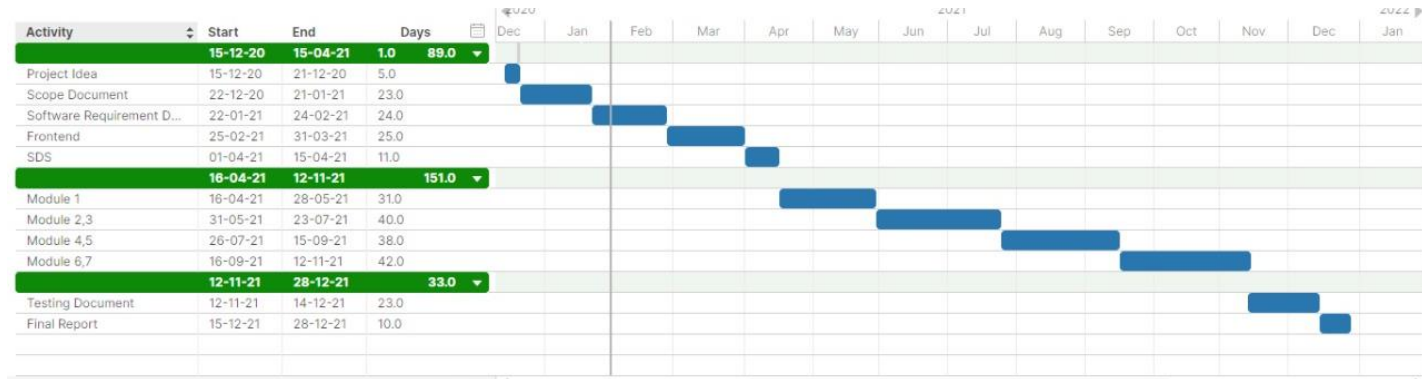 2020 2021 2022
Activity Start End Days Dec Jan Feb Mar Apr May Jun Jul Aug Sep Oct Nov Dec Jan
15-12-20 15-04-21 1.0 89.0
Project Idea 15-12-20 21-12-20 5.0
Scope Document 22-12-20 21-01-21 23.0
Software Requirement D... 22-01-21 24-02-21 24.0
Frontend 25-02-21 31-03-21 25.0
SDS 01-04-21 15-04-21 11.0
16-04-21 12-11-21 151.0
Module 1 16-04-21 28-05-21 31.0
Module 2,3 31-05-21 23-07-21 40.0
Module 4,5 26-07-21 15-09-21 38.0
Module 6,7 16-09-21 12-11-21 42.0
12-11-21 28-12-21 33.0
Testing Document 12-11-21 14-12-21 23.0
Final Report 15-12-21 28-12-21 10.0